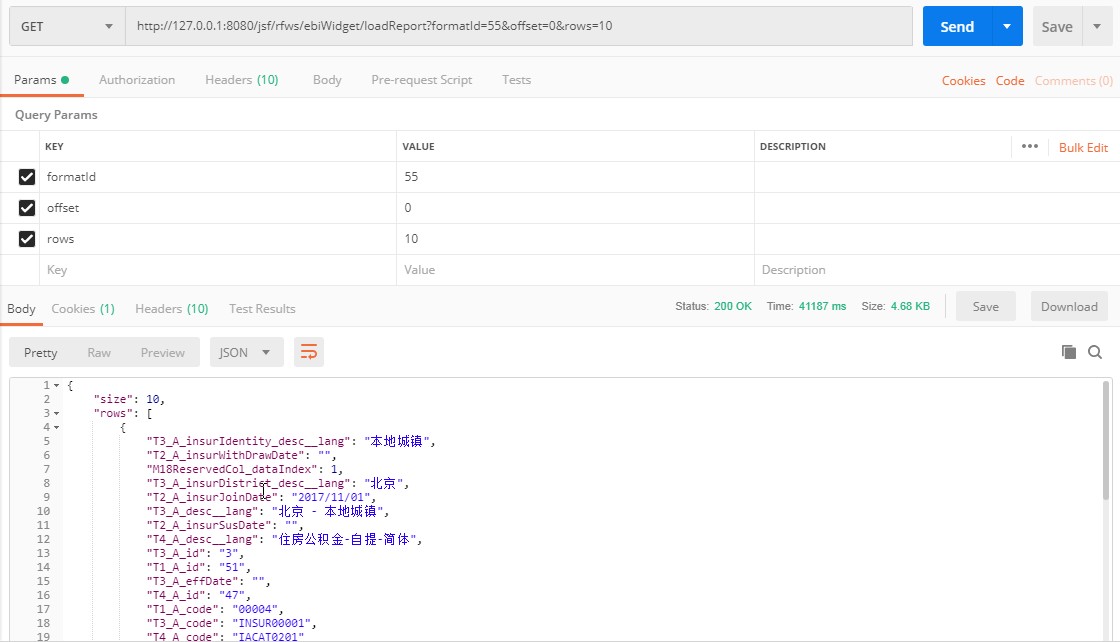 GET http://127.0.0.1:8080/jsf/rfws/ebiWidget/loadReport?formatId=55&offset=0&rows=10 Send Save
Params Authorization Headers (10) Body Pre-request Script Tests Cookies Code Comments (0)
Query Params
KEY VALUE DESCRIPTION ••• Bulk Edit
formatId 55
offset 0
rows 10
Key Value Description
Body Cookies (1) Headers (10) Test Results Status: 200 OK Time: 41187 ms Size: 4.68 KB Save Download
Pretty Raw Preview JSON
1 {
2 "size": 10,
3 "rows": [
4 {
5 "T3_A_insurIdentity_desc__lang": "本地城镇",
6 "T2_A_insurWithDrawDate": "",
7 "M18ReservedCol_dataIndex": 1,
8 "T3_A_insurDistrict_desc__lang": "北京",
9 "T2_A_insurJoinDate": "2017/11/01",
10 "T3_A_desc__lang": "北京 - 本地城镇",
11 "T2_A_insurSusDate": "",
12 "T4_A_desc__lang": "住房公积金-自提-简体",
13 "T3_A_id": "3",
14 "T1_A_id": "51",
15 "T3_A_effDate": "",
16 "T4_A_id": "47",
17 "T1_A_code": "00004",
18 "T3_A_code": "INSUR00001",
19 "T4_A_code": "IACAT0201"